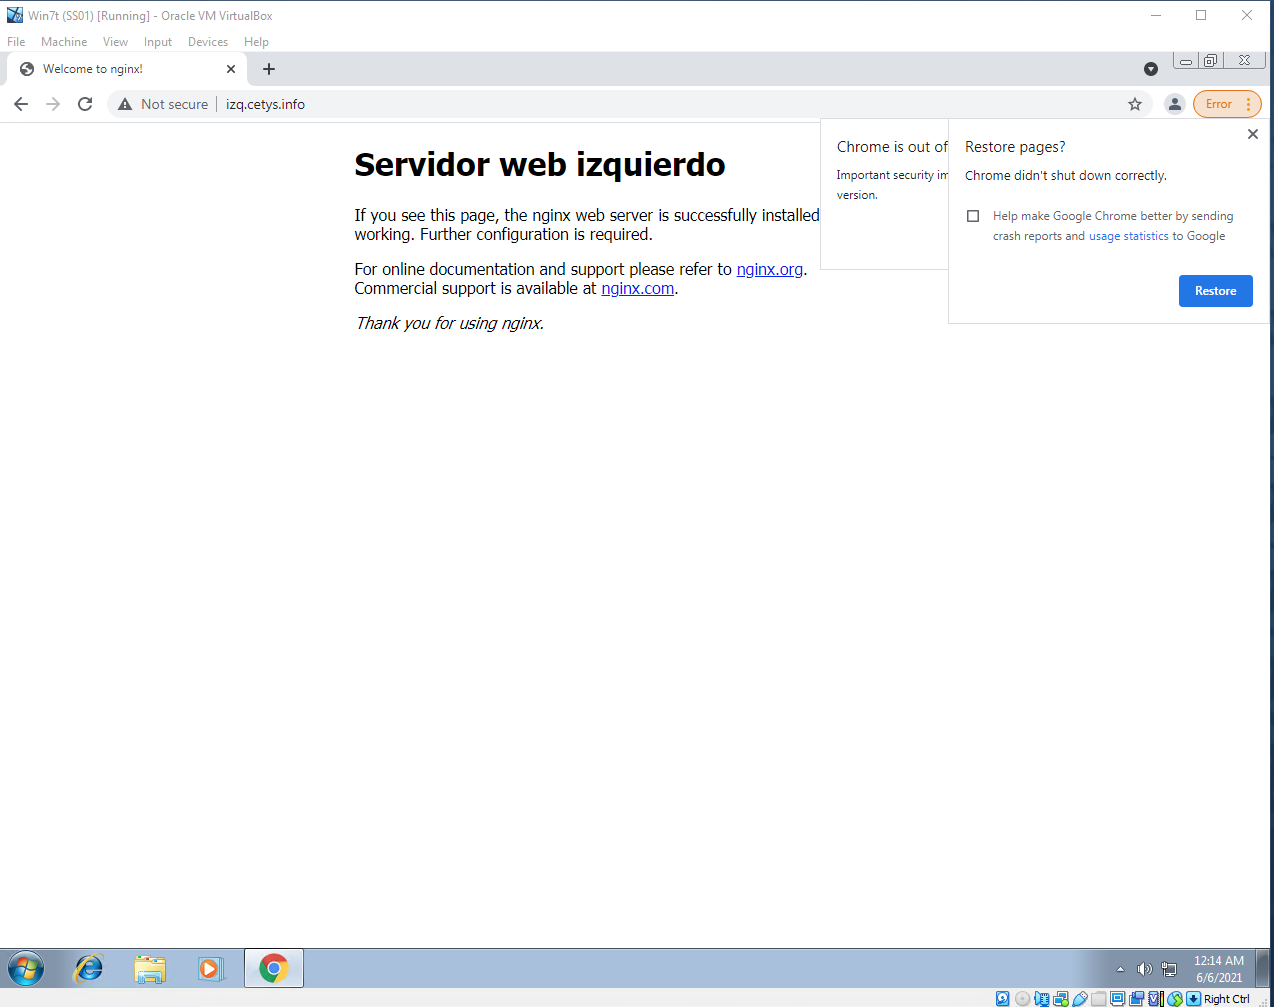 Win7t (SS01) [Running] - Oracle VM VirtualBox
File Machine View Input Devices Help
Welcome to nginx!
Not secure izq.cetys.info
Error
Servidor web izquierdo
If you see this page, the nginx web server is successfully installed
working. Further configuration is required.
For online documentation and support please refer to nginx.org.
Commercial support is available at nginx.com.
Thank you for using nginx.
Chrome is out of
Important security im
version.
Restore pages?
Chrome didn't shut down correctly.
Help make Google Chrome better by sending
crash reports and usage statistics to Google
Restore
12:14 AM
6/6/2021
Right Ctrl